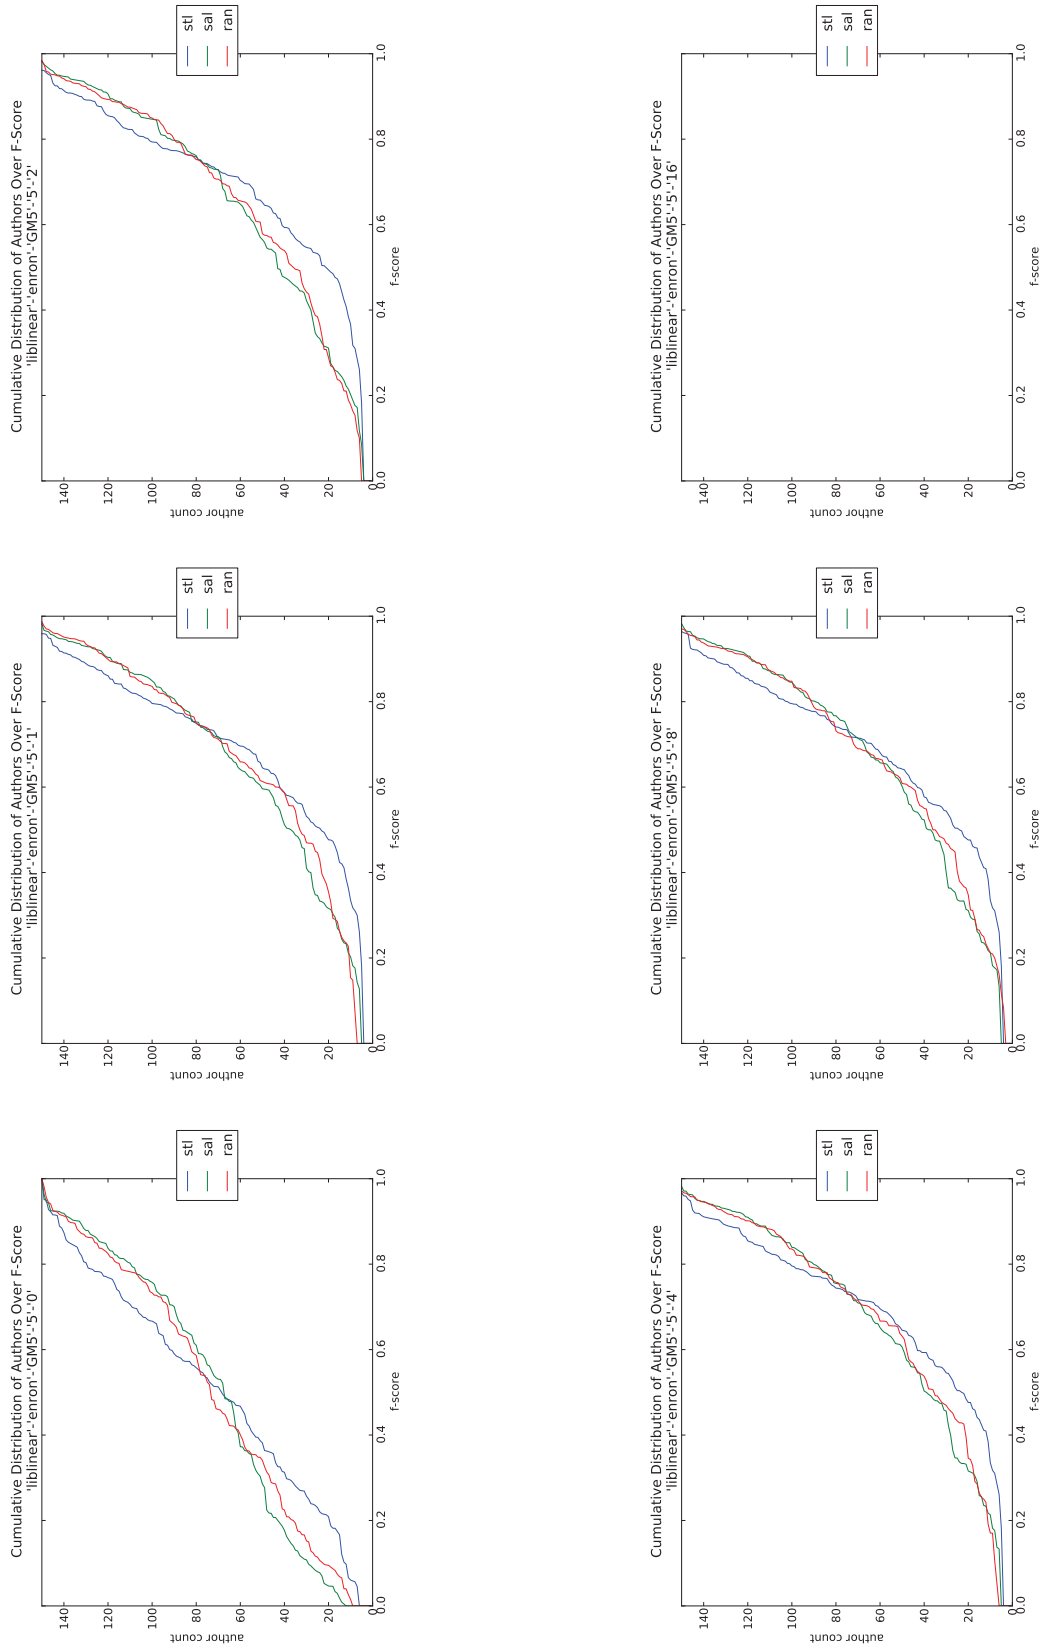 Cumulative Distribution of Authors Over F-Score
'liblinear'-'enron'-'GM5'-'5'-'0'
author count
140
120
100
80
60
40
20
0
stl
sal
ran
0.0 0.2 0.4 0.6 0.8 1.0
f-score
Cumulative Distribution of Authors Over F-Score
'liblinear'-'enron'-'GM5'-'5'-'1'
author count
140
120
100
80
60
40
20
0
stl
sal
ran
0.0 0.2 0.4 0.6 0.8 1.0
f-score
Cumulative Distribution of Authors Over F-Score
'liblinear'-'enron'-'GM5'-'5'-'2'
author count
140
120
100
80
60
40
20
0
stl
sal
ran
0.0 0.2 0.4 0.6 0.8 1.0
f-score
Cumulative Distribution of Authors Over F-Score
'liblinear'-'enron'-'GM5'-'5'-'4'
author count
140
120
100
80
60
40
20
0
stl
sal
ran
0.0 0.2 0.4 0.6 0.8 1.0
f-score
Cumulative Distribution of Authors Over F-Score
'liblinear'-'enron'-'GM5'-'5'-'8'
author count
140
120
100
80
60
40
20
0
stl
sal
ran
0.0 0.2 0.4 0.6 0.8 1.0
f-score
Cumulative Distribution of Authors Over F-Score
'liblinear'-'enron'-'GM5'-'5'-'16'
author count
140
120
100
80
60
40
20
0
stl
sal
ran
0.0 0.2 0.4 0.6 0.8 1.0
f-score